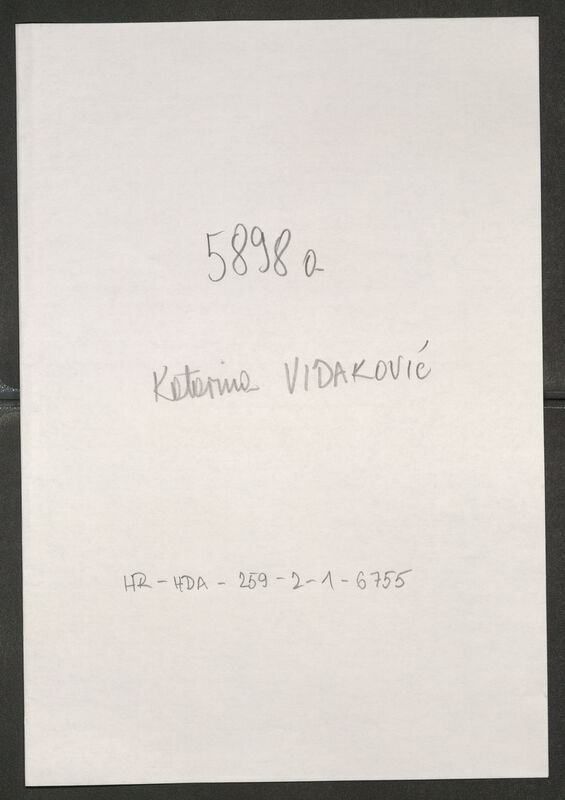 5898a
Katarina VIDAKOVIĆ
HR-HDA-259-2-1-6755